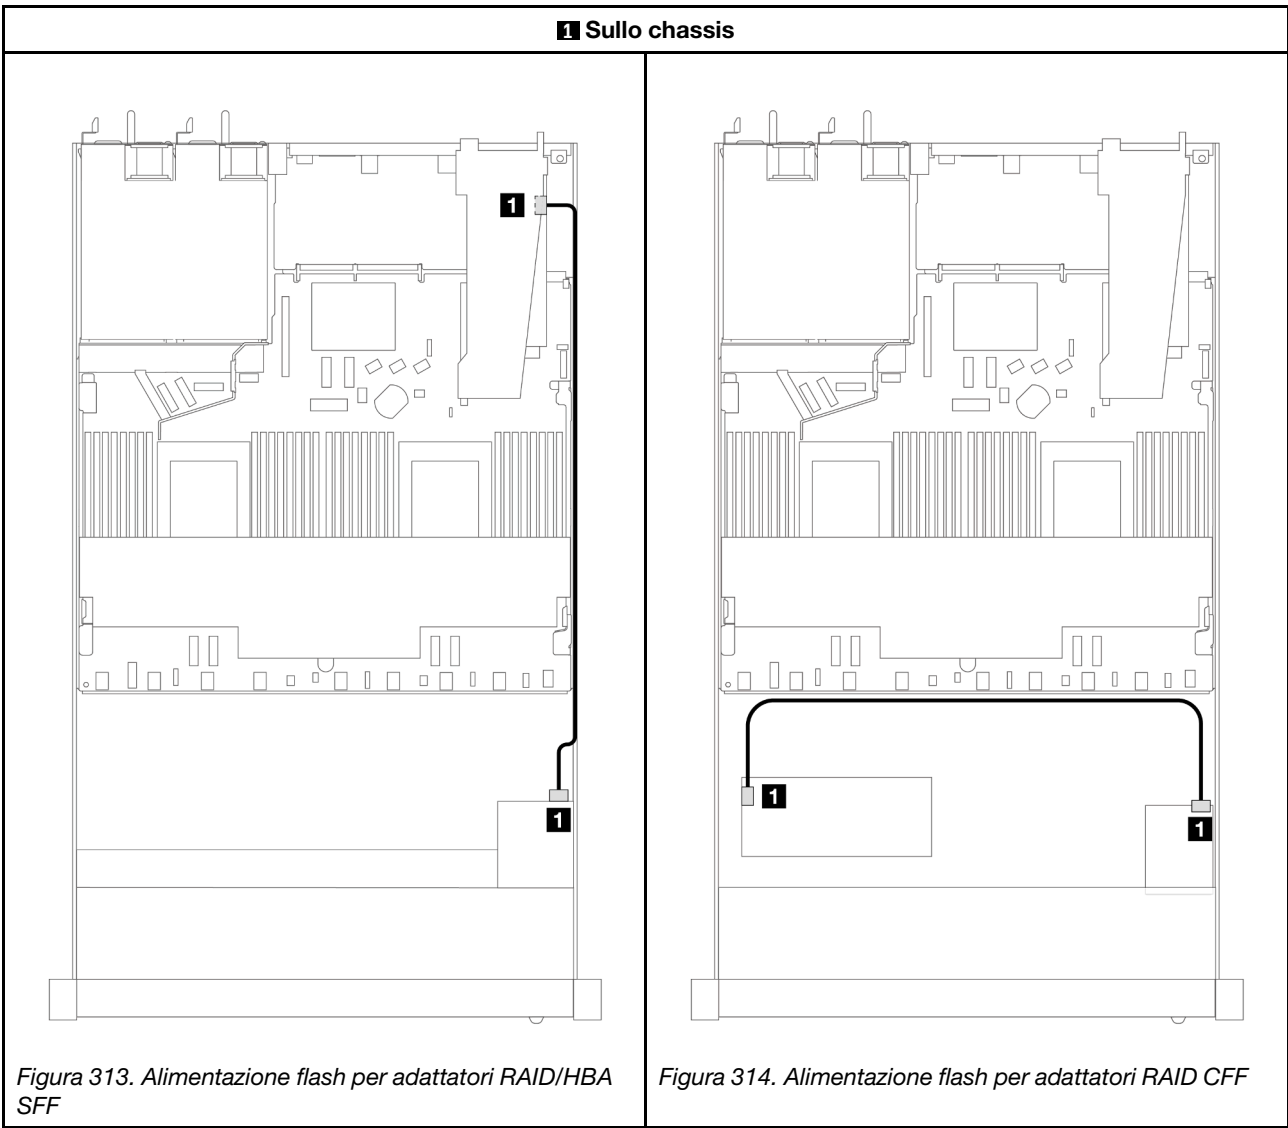 1 Sullo chassis
1
1
Figura 313. Alimentazione flash per adattatori RAID/HBA
SFF
1
1
Figura 314. Alimentazione flash per adattatori RAID CFF